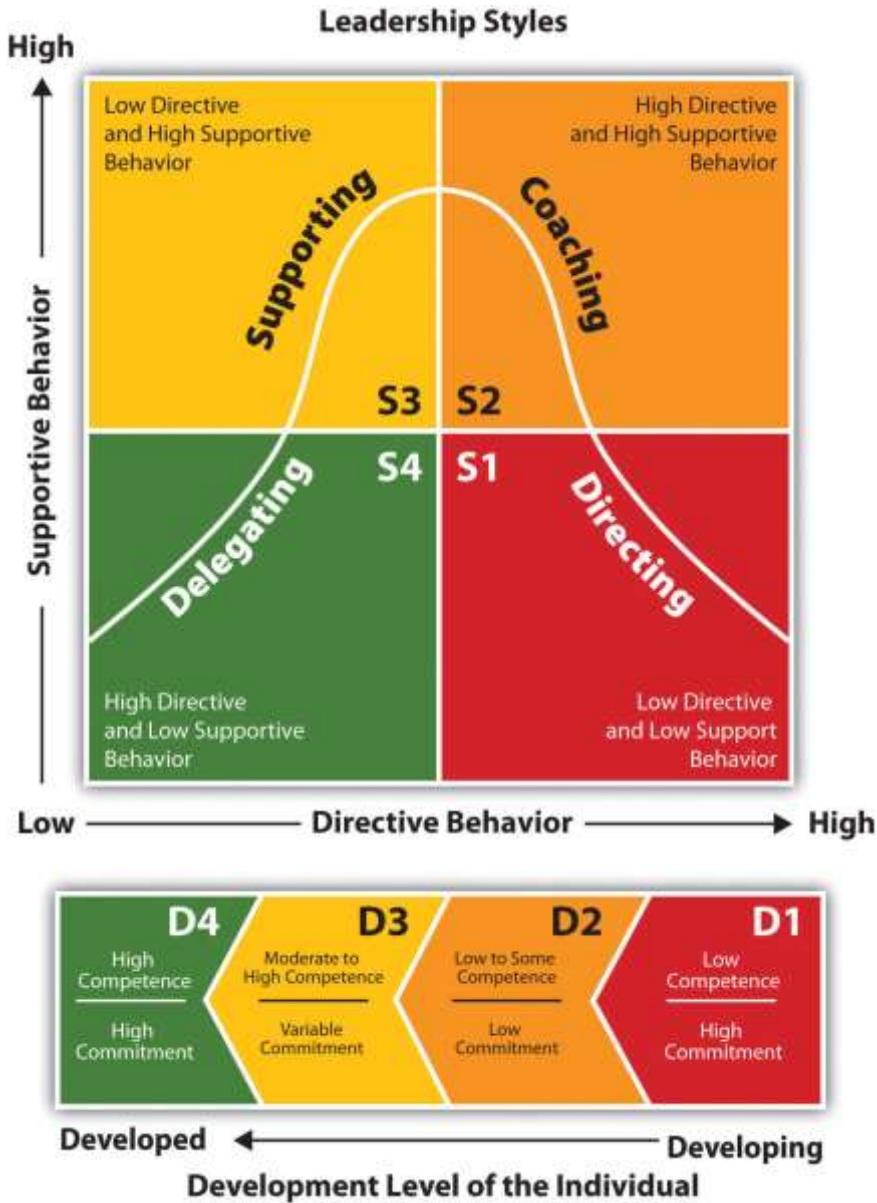 Leadership Styles
High
Low Directive
and High Supportive
Behavior
High Directive
and High Supportive
Behavior
Supporting
Coaching
S3
S2
Supportive Behavior
S4
S1
Delegating
Directing
High Directive
and Low Supportive
Behavior
Low Directive
and Low Support
Behavior
Low
Directive Behavior
High
D4
D3
D2
D1
High
Competence
High
Commitment
Moderate to
High Competence
Variable
Commitment
Low to Some
Competence
Low
Commitment
Low
Competence
High
Commitment
Developed
Developing
Development Level of the Individual